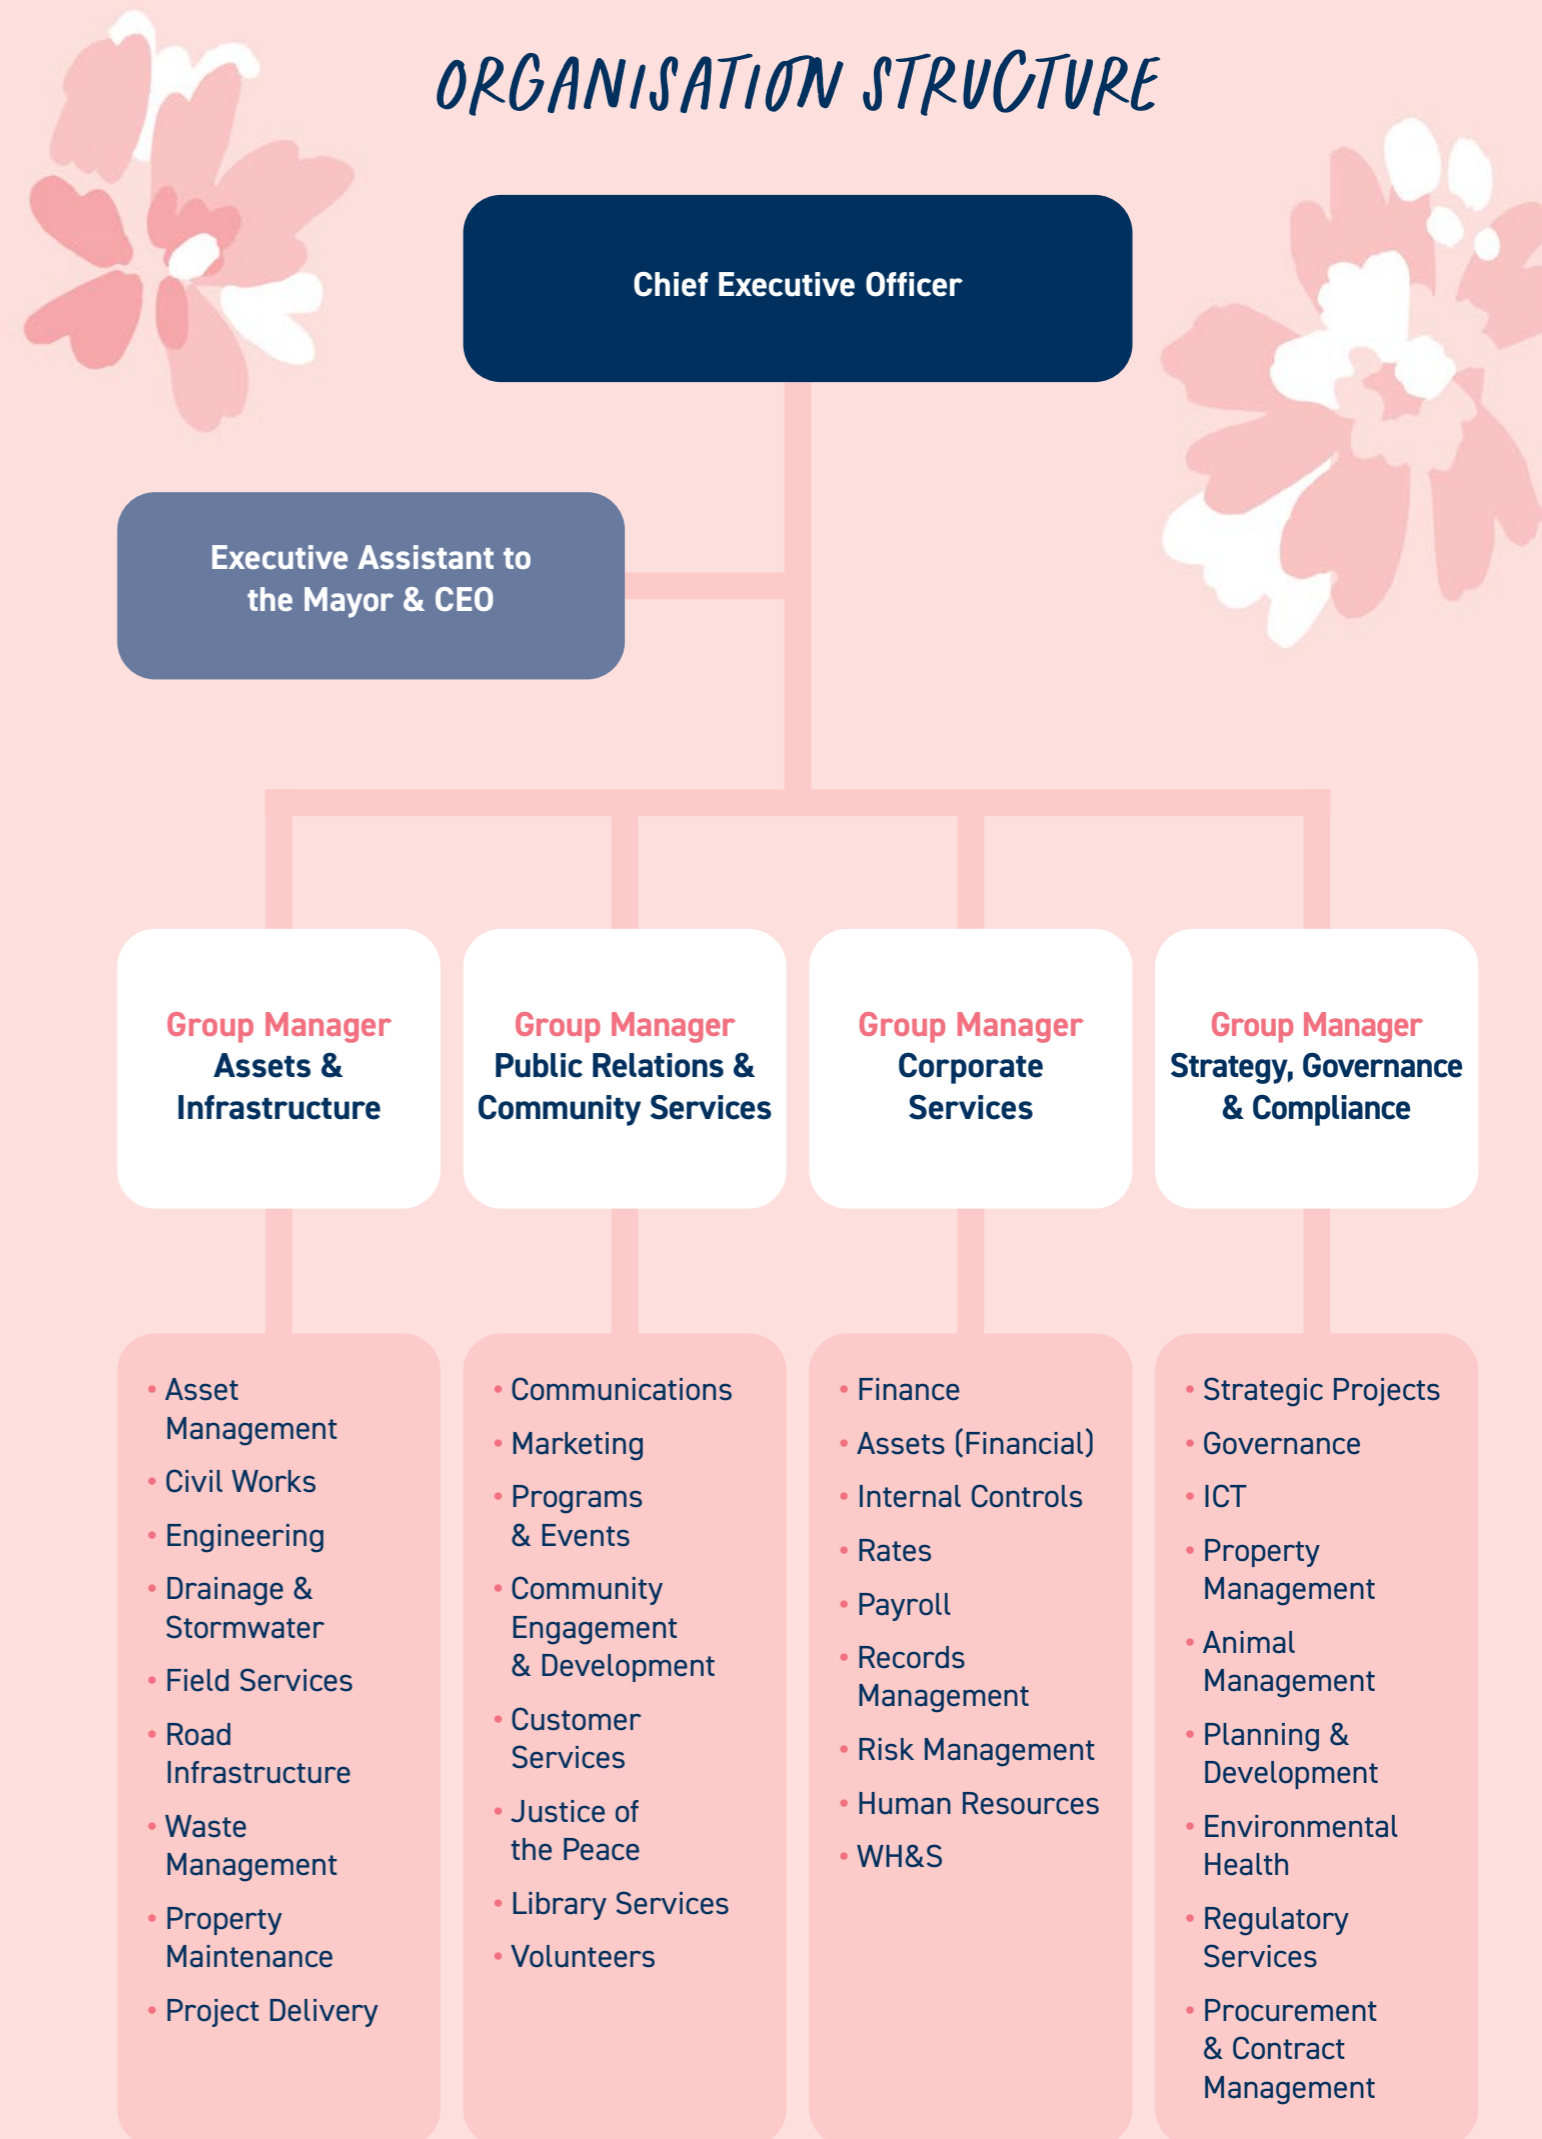 ORGANISATION STRUCTURE
Chief Executive Officer
Executive Assistant to
the Mayor & CEO
Group Manager
Assets &
Infrastructure
Group Manager
Public Relations &
Community Services
Group Manager
Corporate
Services
Group Manager
Strategy, Governance
& Compliance
• Asset
Management
• Civil Works
• Engineering
• Drainage &
Stormwater
• Field Services
• Road
Infrastructure
• Waste
Management
• Property
Maintenance
• Project Delivery
• Communications
• Marketing
• Programs
& Events
• Community
Engagement
& Development
• Customer
Services
• Justice of
the Peace
• Library Services
• Volunteers
• Finance
• Assets (Financial)
• Internal Controls
• Rates
• Payroll
• Records
Management
• Risk Management
• Human Resources
• WH&S
• Strategic Projects
• Governance
• ICT
• Property
Management
• Animal
Management
• Planning &
Development
• Environmental
Health
• Regulatory
Services
• Procurement
& Contract
Management